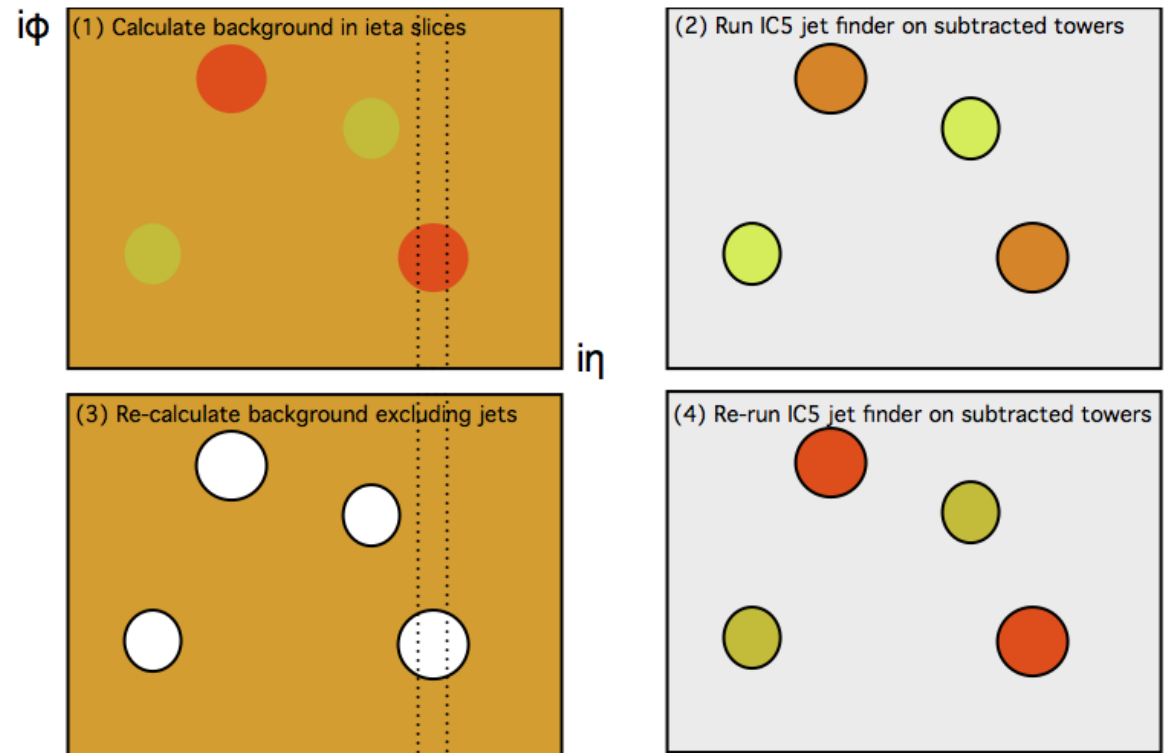 iϕ
(1) Calculate background in ieta slices
(2) Run IC5 jet finder on subtracted towers
iη
(3) Re-calculate background excluding jets
(4) Re-run IC5 jet finder on subtracted towers